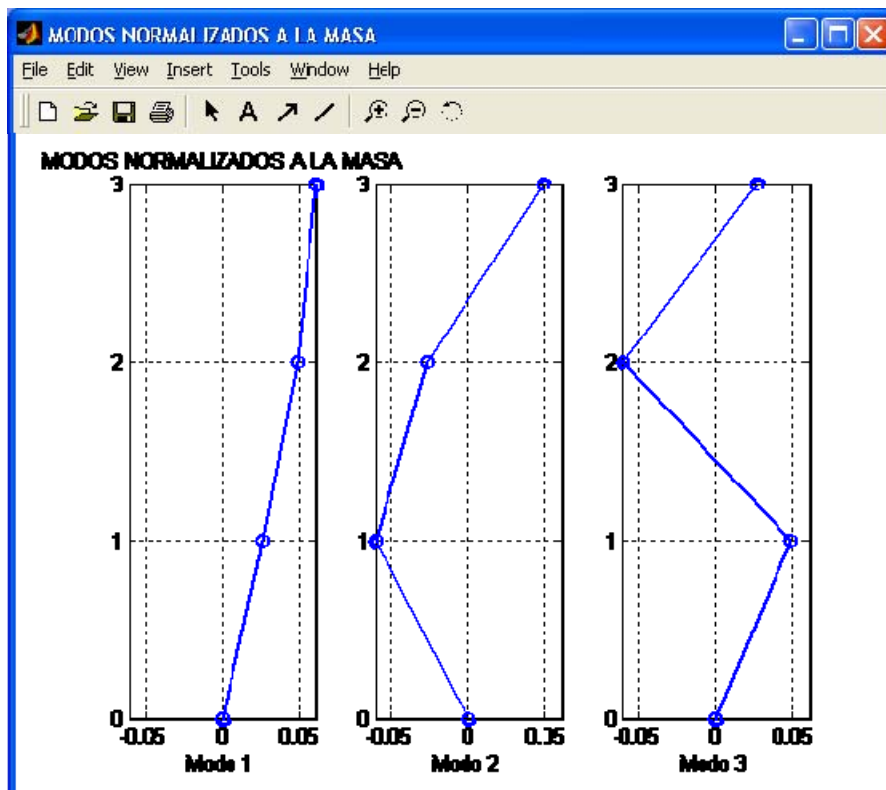 MODOS NORMALIZADOS A LA MASA
File Edit View Insert Tools Window Help
MODOS NORMALIZADOS A LA MASA
3 3 3
2 2 2
1 1 1
0 0 0
-0.05 0 0.05 -0.05 0 0.05 -0.05 0 0.05
Modo 1 Modo 2 Modo 3